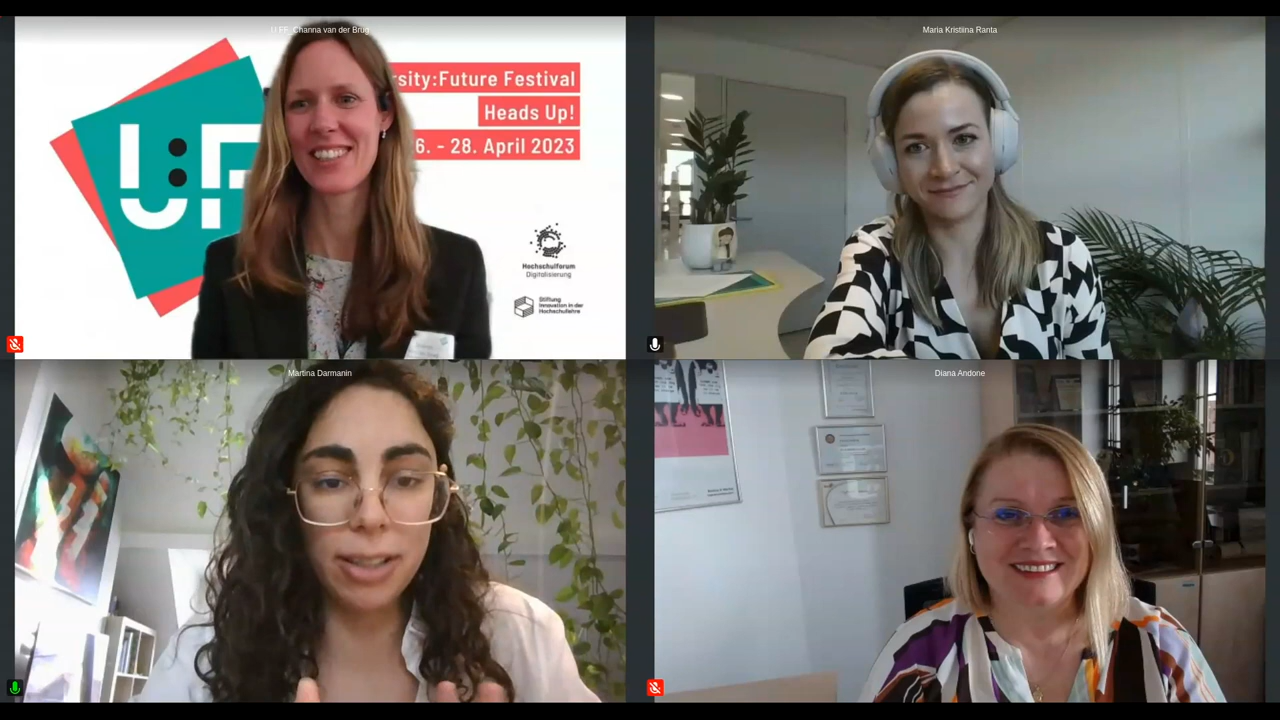 Channa van der Brug
Maria Kristiina Ranta
rsity:Future Festival
Heads Up!
6. - 28. April 2023
U:F
Hochschulforum
Digitalisierung
Stiftung
Innovation in der
Hochschullehre
Martina Darmanin
Diana Andone